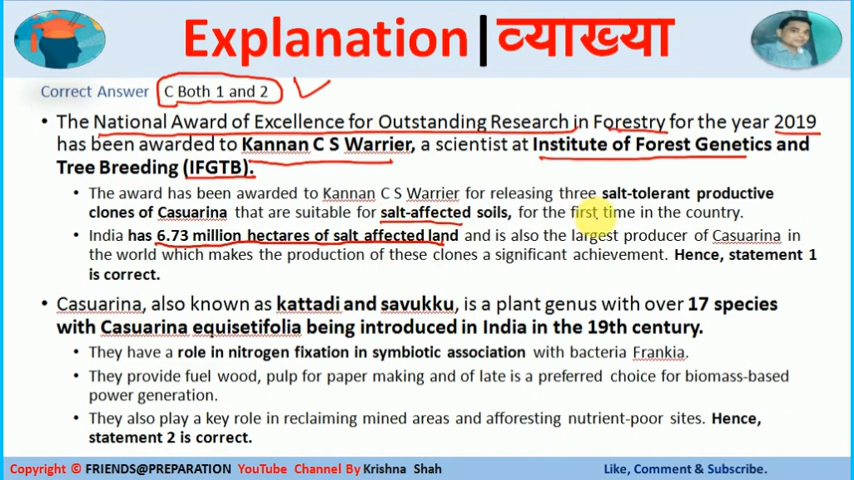 Explanation|व्याख्या
Correct Answer C Both 1 and 2
• The National Award of Excellence for Outstanding Research in Forestry for the year 2019
has been awarded to Kannan C S Warrier, a scientist at Institute of Forest Genetics and
Tree Breeding (IFGTB).
• The award has been awarded to Kannan C S Warrier for releasing three salt-tolerant productive
clones of Casuarina that are suitable for salt-affected soils, for the first time in the country.
• India has 6.73 million hectares of salt affected land and is also the largest producer of Casuarina in
the world which makes the production of these clones a significant achievement. Hence, statement 1
is correct.
• Casuarina, also known as kattadi and savukku, is a plant genus with over 17 species
with Casuarina equisetifolia being introduced in India in the 19th century.
• They have a role in nitrogen fixation in symbiotic association with bacteria Frankia.
• They provide fuel wood, pulp for paper making and of late is a preferred choice for biomass-based
power generation.
• They also play a key role in reclaiming mined areas and afforesting nutrient-poor sites. Hence,
statement 2 is correct.
Copyright © FRIENDS@PREPARATION YouTube Channel By Krishna Shah Like, Comment & Subscribe.